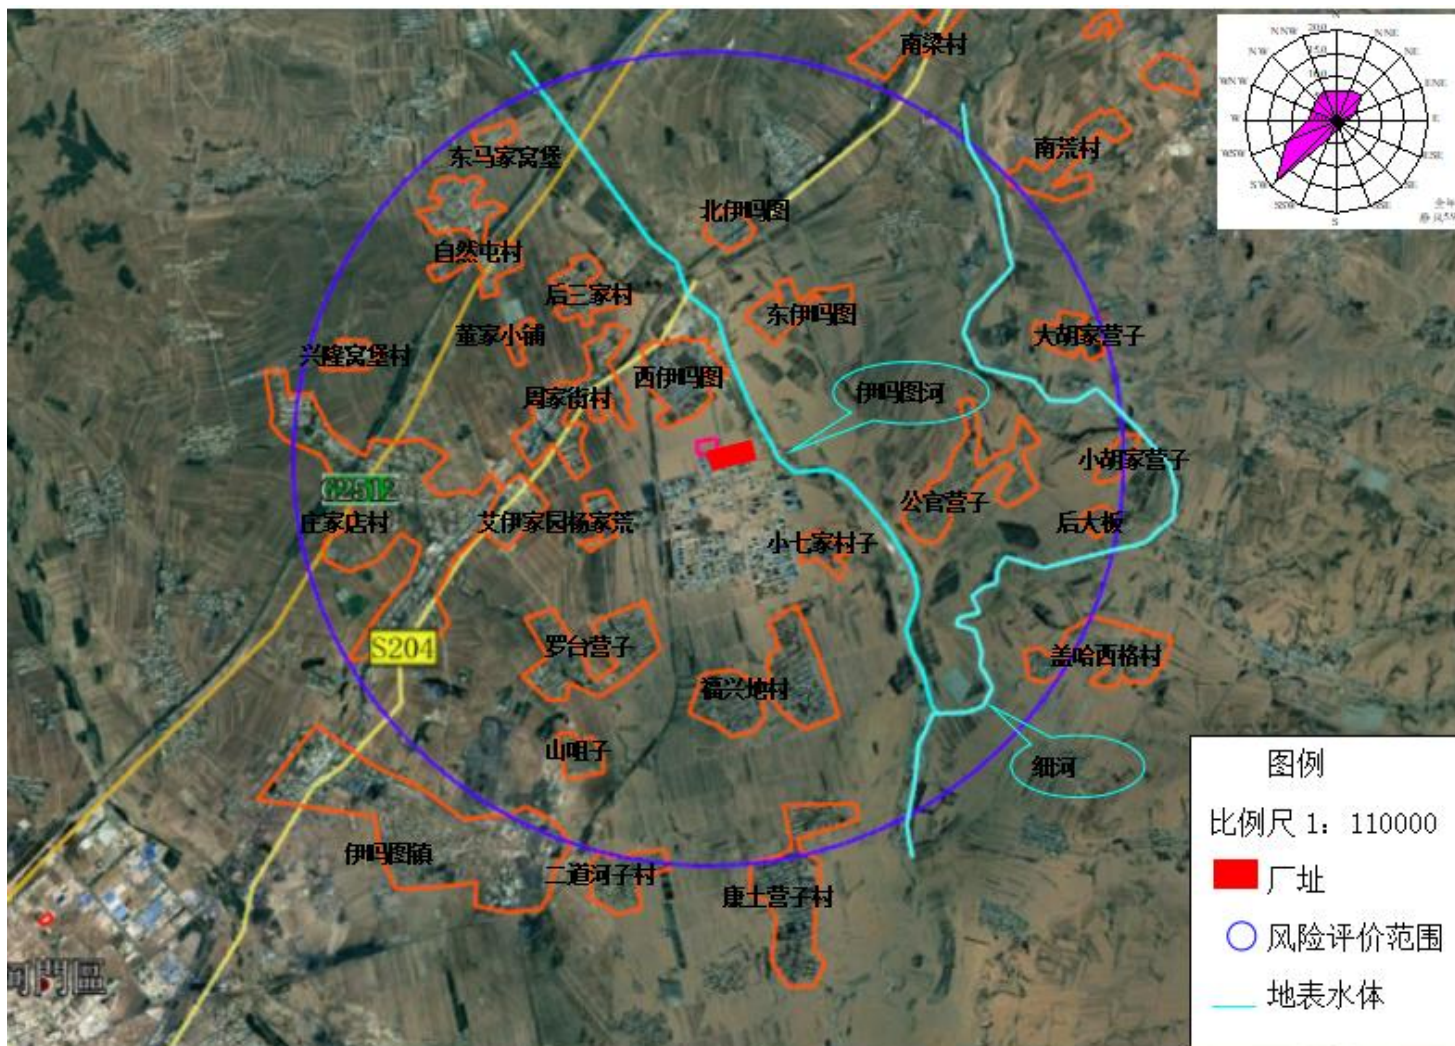 南梁村
东马家窝堡
南荒村
北伊吗图
自然屯村
后三家村
东伊吗图
董家小铺
大胡家营子
兴隆窝堡村
西伊吗图
周家街村
伊吗图河
小胡家营子
G2512
公官营子
庄家店村
艾伊家园杨家荒
后大板
小七家村子
S204
罗台营子
盖哈西格村
福兴地村
山咀子
细河
伊吗图镇
二道河子村
康土营子村
N
NNE
NE
ENE
E
ESE
SE
SSE
S
SSW
SW
WSW
W
WNW
NW
NNW
20.0
15.0
10.0
图例
比例尺 1：110000
厂址
风险评价范围
地表水体